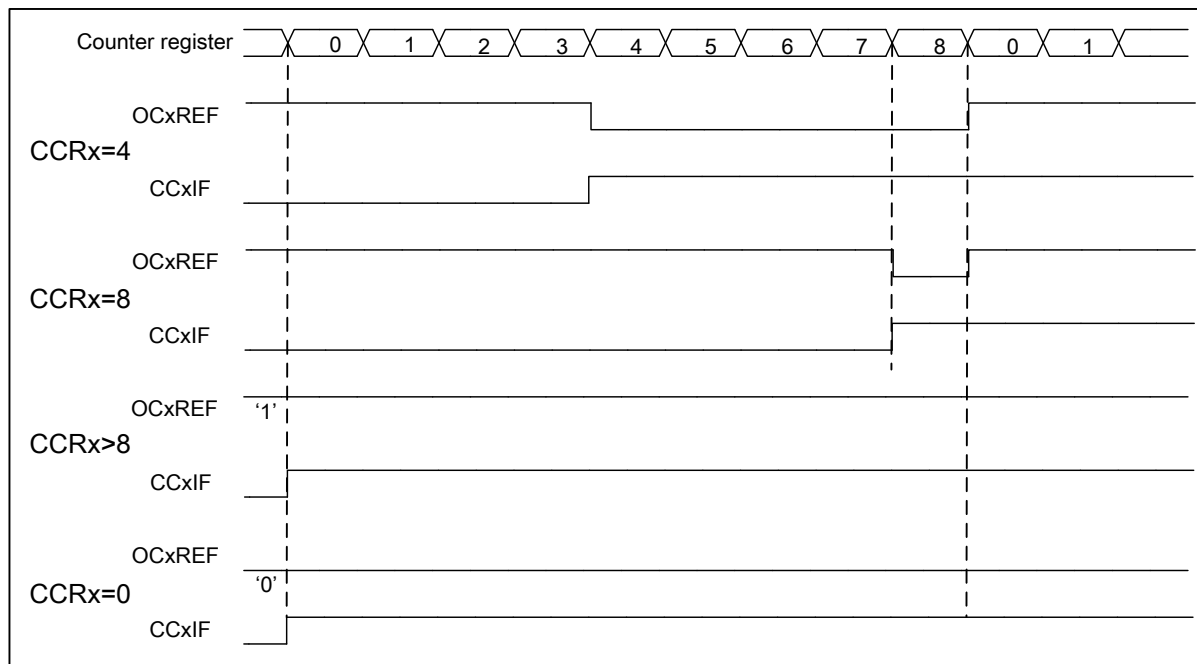 Counter register 0 1 2 3 4 5 6 7 8 0 1
OCxREF
CCRx=4
CCxIF
OCxREF
CCRx=8
CCxIF
OCxREF ‘1’
CCRx>8
CCxIF
OCxREF
‘0’
CCRx=0
CCxIF